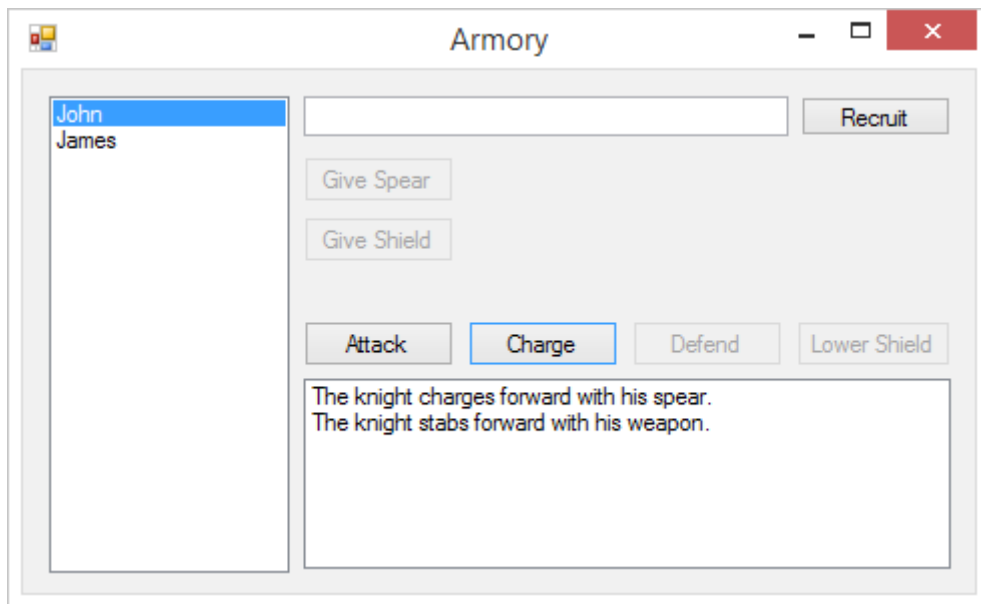 Armory
John
James
Recruit
Give Spear
Give Shield
Attack
Charge
Defend
Lower Shield
The knight charges forward with his spear.
The knight stabs forward with his weapon.